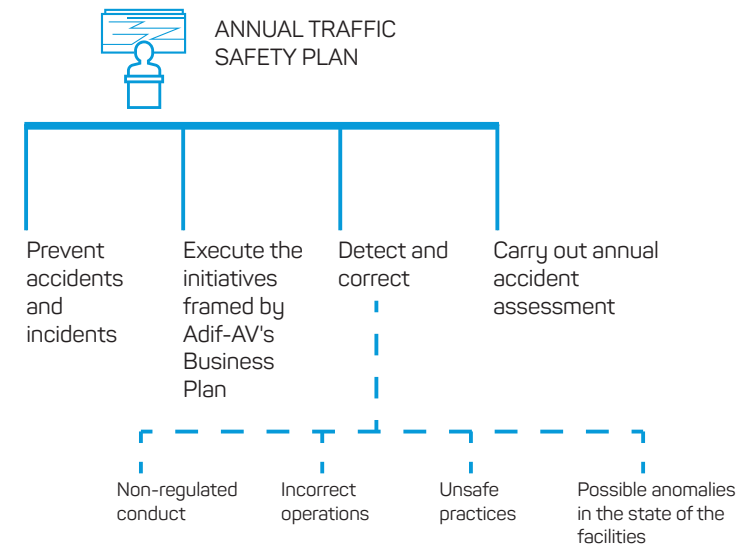 ANNUAL TRAFFIC
SAFETY PLAN
Prevent
accidents
and
incidents
Execute the
initiatives
framed by
Adif-AV's
Business
Plan
Detect and
correct
Carry out annual
accident
assessment
Non-regulated
conduct
Incorrect
operations
Unsafe
practices
Possible anomalies
in the state of the
facilities